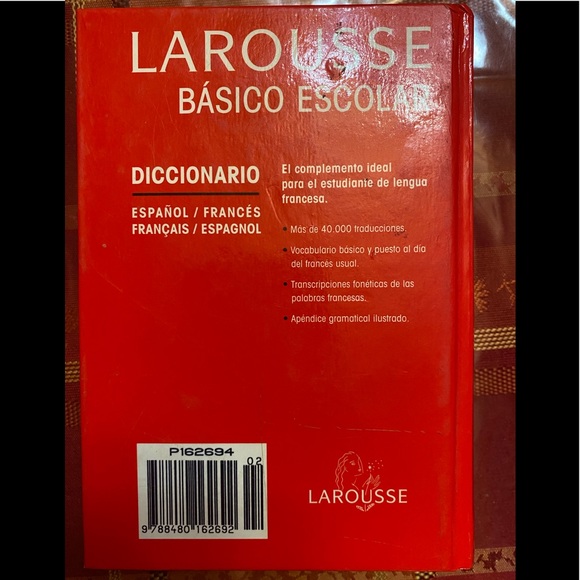 LAROUSSE
BÁSICO ESCOLAR
DICCIONARIO
ESPAÑOL / FRANCÉS
FRANÇAIS / ESPAGNOL
El complemento ideal
para el estudiante de lengua
francesa.
• Más de 40.000 traducciones.
• Vocabulario básico y puesto al día
del francés usual.
• Transcripciones fonéticas de las
palabras francesas.
• Apéndice gramatical ilustrado.
P162694
02
9 788480 162692
LAROUSSE